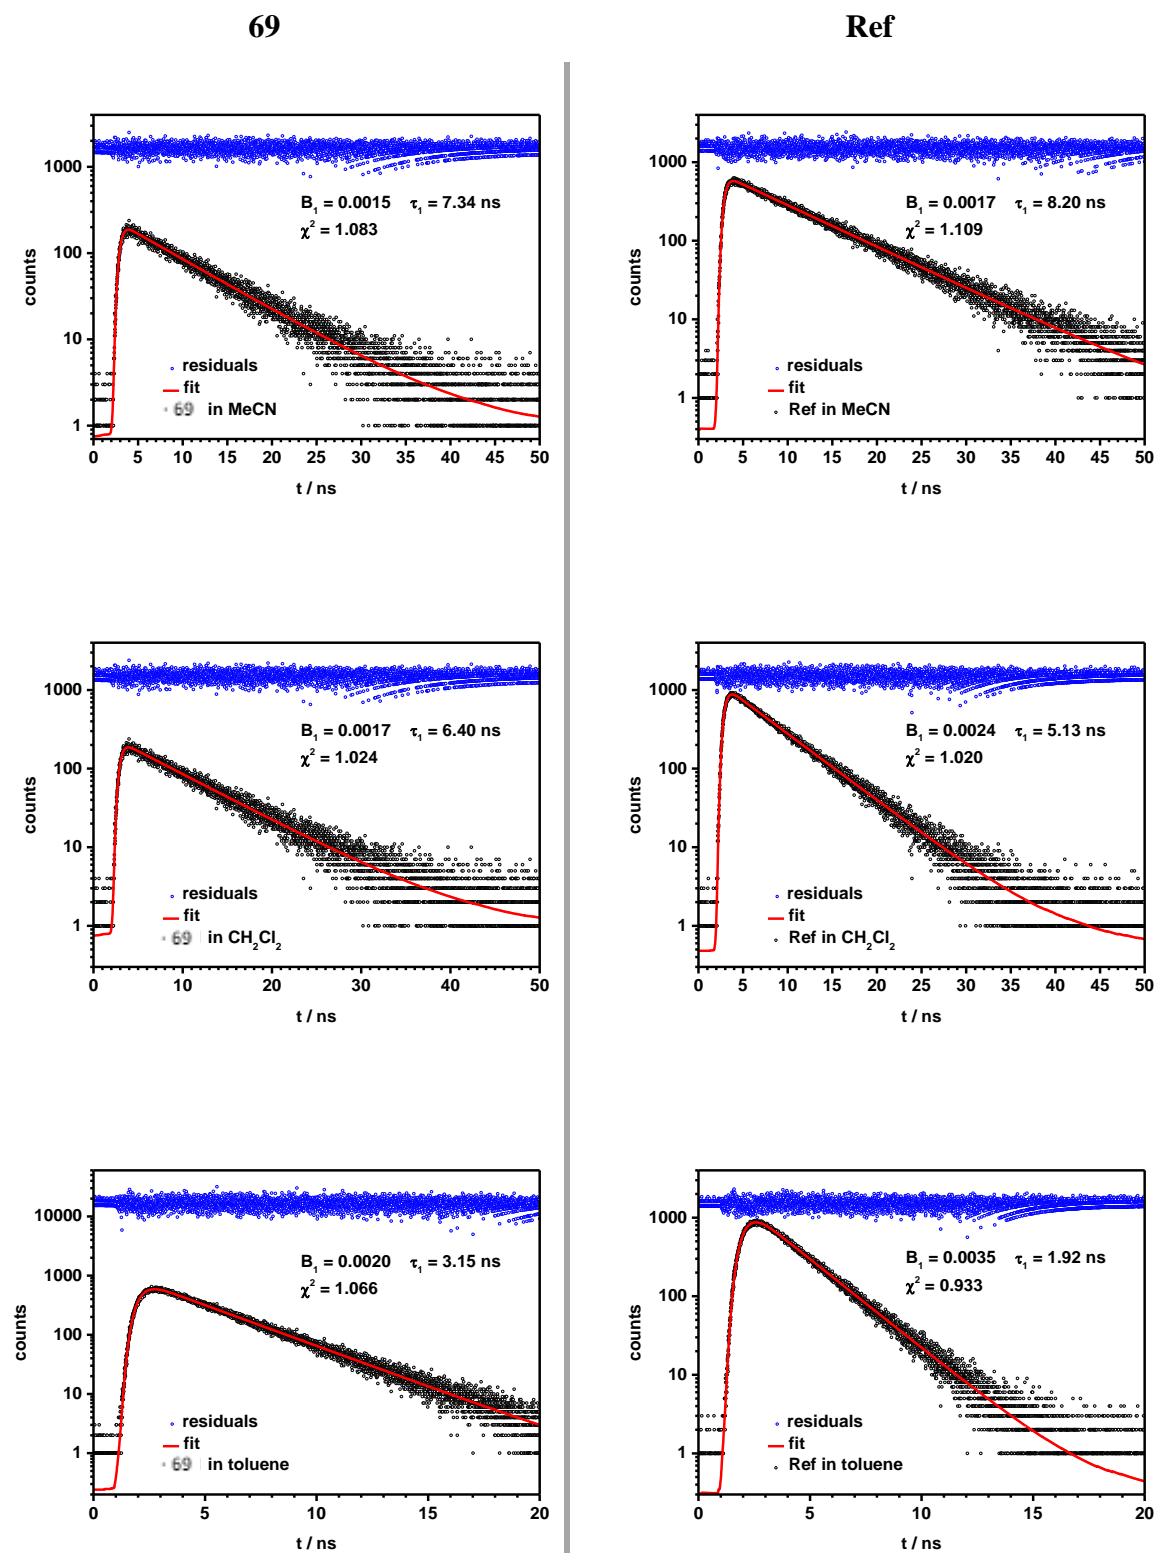 69
Ref
1000
100
10
1
counts
B₁ = 0.0015 τ₁ = 7.34 ns
χ² = 1.083
residuals
fit
69 in MeCN
0 10 20 30 35 40 45 50
t / ns
1000
100
10
1
counts
B₁ = 0.0017 τ₁ = 8.20 ns
χ² = 1.109
residuals
fit
Ref in MeCN
0 5 10 15 20 25 30 35 40 45 50
t / ns
1000
100
10
1
counts
B₁ = 0.0017 τ₁ = 6.40 ns
χ² = 1.024
residuals
fit
69 in CH₂Cl₂
0 10 20 30 35 40 45 50
t / ns
1000
100
10
1
counts
B₁ = 0.0024 τ₁ = 5.13 ns
χ² = 1.020
residuals
fit
Ref in CH₂Cl₂
0 5 10 15 20 25 30 35 40 45 50
t / ns
10000
1000
100
10
1
counts
B₁ = 0.0020 τ₁ = 3.15 ns
χ² = 1.066
residuals
fit
69 in toluene
0 5 10 15 20
t / ns
1000
100
10
1
counts
B₁ = 0.0035 τ₁ = 1.92 ns
χ² = 0.933
residuals
fit
Ref in toluene
0 5 10 15 20
t / ns